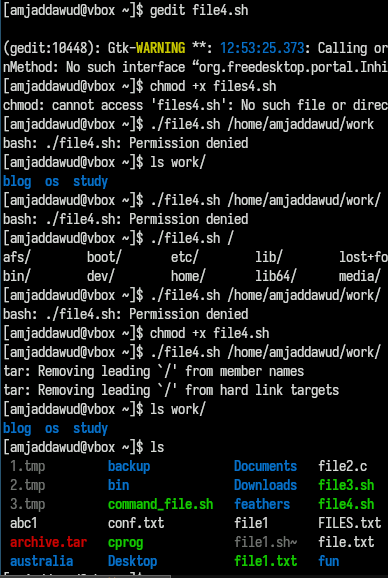 [amjaddawud@vbox ~]$ gedit file4.sh
(gedit:10448): Gtk-WARNING **: 12:53:25.373: Calling or
nMethod: No such interface “org.freedesktop.portal.Inhi
[amjaddawud@vbox ~]$ chmod +x files4.sh
chmod: cannot access 'files4.sh': No such file or direc
[amjaddawud@vbox ~]$ ./file4.sh /home/amjaddawud/work
bash: ./file4.sh: Permission denied
[amjaddawud@vbox ~]$ ls work/
blog os study
[amjaddawud@vbox ~]$ ./file4.sh /home/amjaddawud/work/
bash: ./file4.sh: Permission denied
[amjaddawud@vbox ~]$ ./file4.sh /
afs/ boot/ etc/ lib/ lost+fo
bin/ dev/ home/ lib64/ media/
[amjaddawud@vbox ~]$ ./file4.sh /home/amjaddawud/work/
bash: ./file4.sh: Permission denied
[amjaddawud@vbox ~]$ chmod +x file4.sh
[amjaddawud@vbox ~]$ ./file4.sh /home/amjaddawud/work/
tar: Removing leading `/' from member names
tar: Removing leading `/' from hard link targets
[amjaddawud@vbox ~]$ ls work/
blog os study
[amjaddawud@vbox ~]$ ls
1.tmp backup Documents file2.c
2.tmp bin Downloads file3.sh
3.tmp command_file.sh feathers file4.sh
abc1 conf.txt file1 FILES.txt
archive.tar cprog file1.sh~ file.txt
australia Desktop file1.txt fun